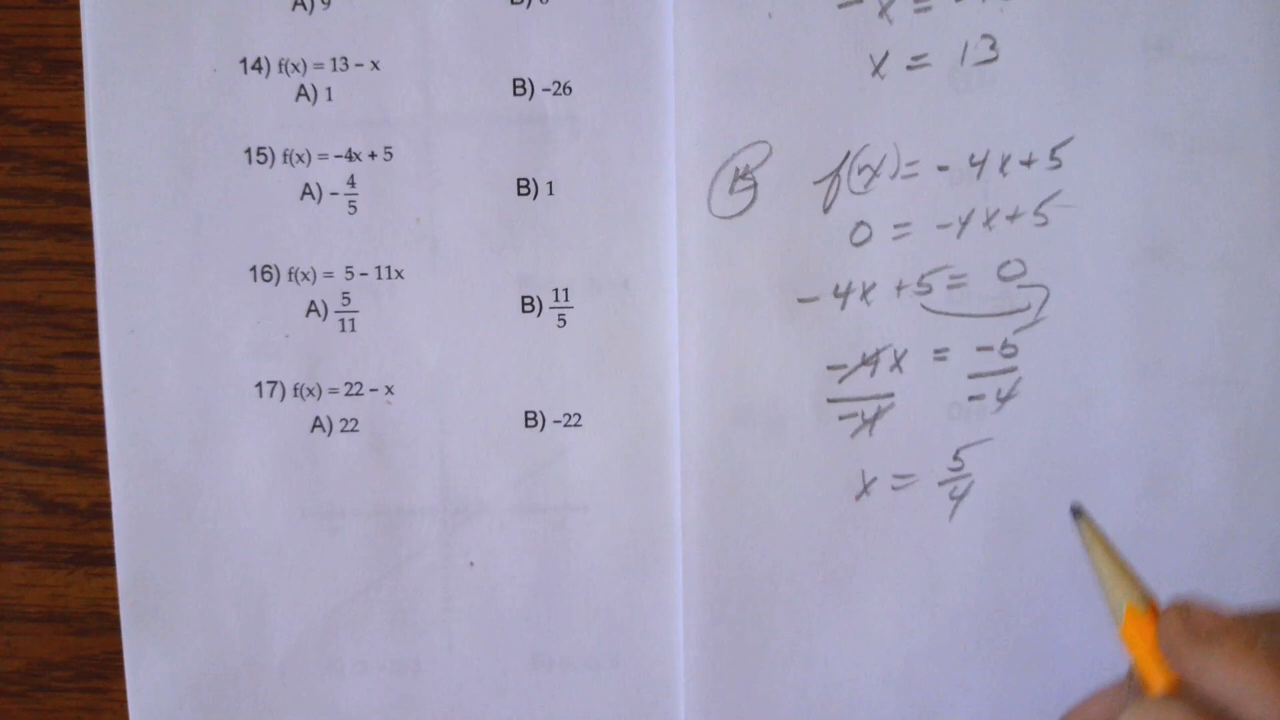 A) 9
14) f(x) = 13 – x
A) 1 B) –26
15) f(x) = –4x + 5
A) – 4/5 B) 1
16) f(x) = 5 – 11x
A) 5/11 B) 11/5
17) f(x) = 22 – x
A) 22 B) –22
x = 13
f(x) = - 4x+5
0 = -4x+5
-4x+5 = 0
-4x/-4 = -5/-4
x = 5/4